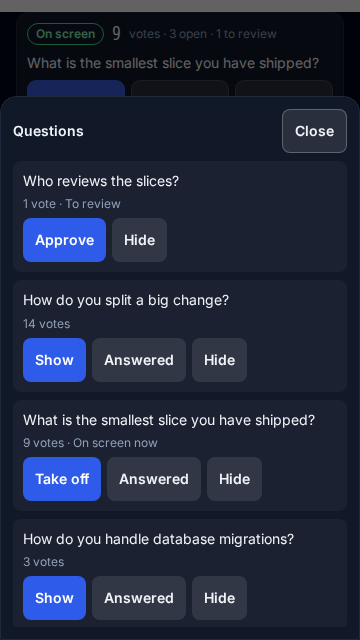 On screen 9 votes · 3 open · 1 to review
What is the smallest slice you have shipped?
Questions
Close
Who reviews the slices?
1 vote · To review
Approve Hide
How do you split a big change?
14 votes
Show Answered Hide
What is the smallest slice you have shipped?
9 votes · On screen now
Take off Answered Hide
How do you handle database migrations?
3 votes
Show Answered Hide